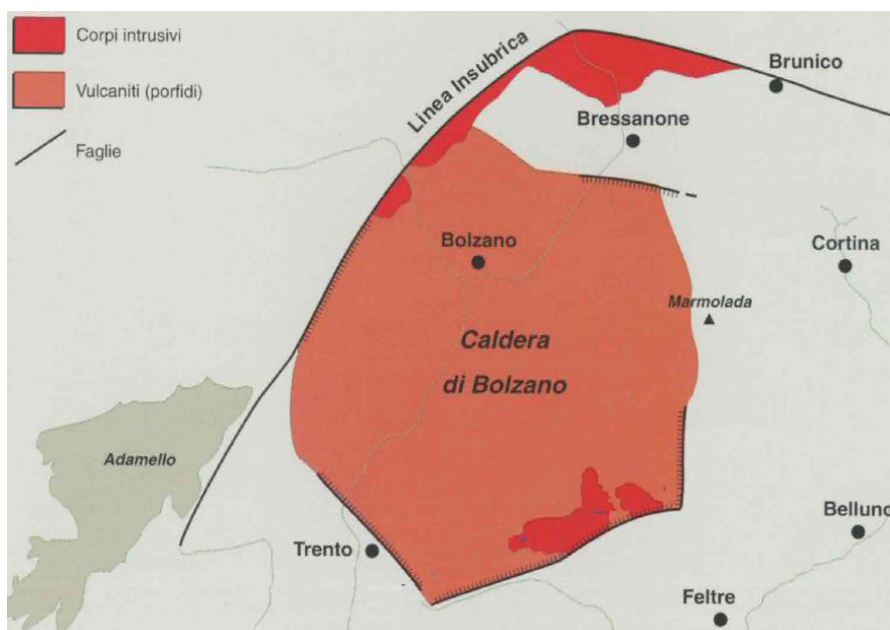 Corpi intrusivi
Vulcaniti (porfidi)
Faglie
Linea Insubrica
Brunico
Bressanone
Bolzano
Cortina
Marmolada
Caldera
di Bolzano
Adamello
Trento
Belluno
Feltre